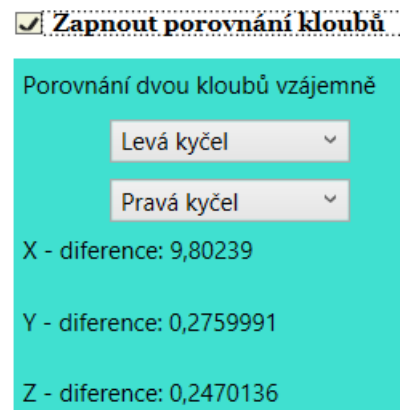 Zapnout porovnání kloubů
Porovnání dvou kloubů vzájemně
Levá kyčel
Pravá kyčel
X - diference: 9,80239
Y - diference: 0,2759991
Z - diference: 0,2470136